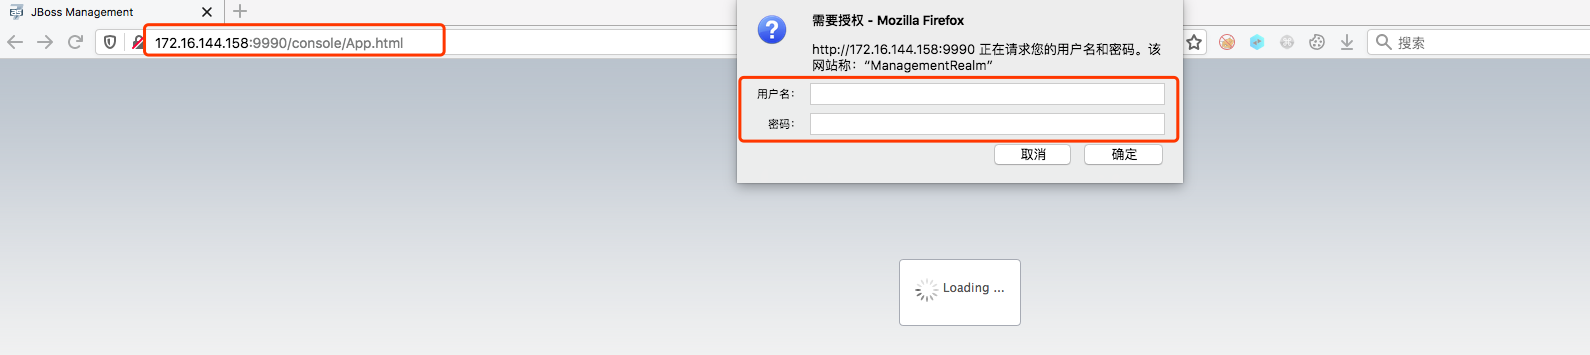 JBoss Management
172.16.144.158:9990/console/App.html
搜索
需要授权 - Mozilla Firefox
http://172.16.144.158:9990 正在请求您的用户名和密码。该
网站称：“ManagementRealm”
用户名：
密码：
取消
确定
Loading ...